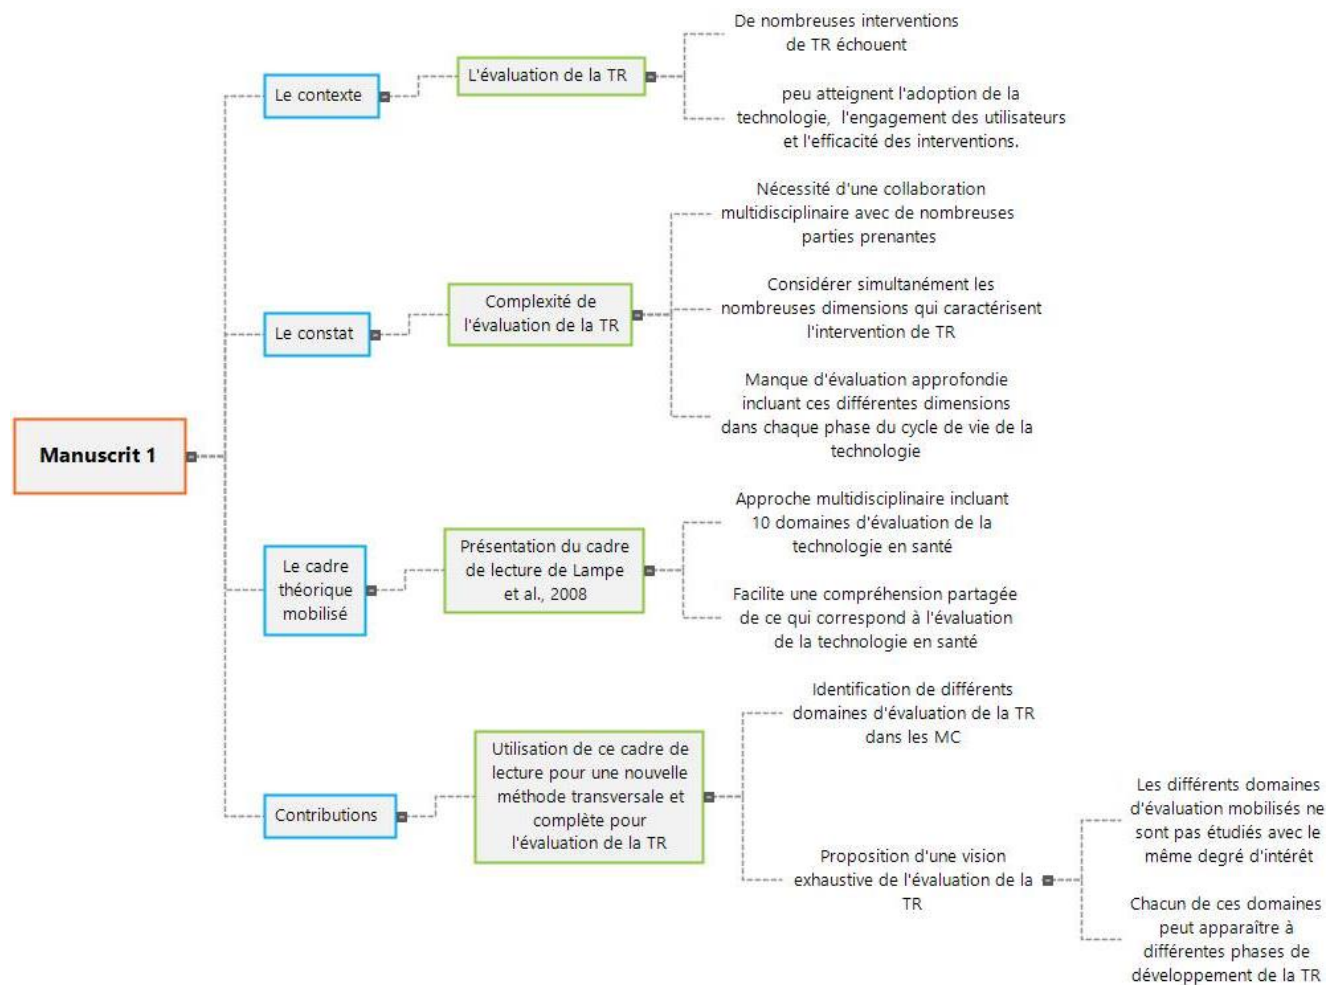 Manuscrit 1
Le contexte
L'évaluation de la TR
De nombreuses interventions
de TR échouent
peu atteignent l'adoption de la
technologie, l'engagement des utilisateurs
et l'efficacité des interventions.
Le constat
Complexité de
l'évaluation de la TR
Nécessité d'une collaboration
multidisciplinaire avec de nombreuses
parties prenantes
Considérer simultanément les
nombreuses dimensions qui caractérisent
l'intervention de TR
Manque d'évaluation approfondie
incluant ces différentes dimensions
dans chaque phase du cycle de vie de la
technologie
Le cadre
théorique
mobilisé
Présentation du cadre
de lecture de Lampe
et al., 2008
Approche multidisciplinaire incluant
10 domaines d'évaluation de la
technologie en santé
Facilite une compréhension partagée
de ce qui correspond à l'évaluation
de la technologie en santé
Contributions
Utilisation de ce cadre de
lecture pour une nouvelle
méthode transversale et
complète pour
l'évaluation de la TR
Identification de différents
domaines d'évaluation de la TR
dans les MC
Proposition d'une vision
exhaustive de l'évaluation de la
TR
Les différents domaines
d'évaluation mobilisés ne
sont pas étudiés avec le
même degré d'intérêt
Chacun de ces domaines
peut apparaître à
différentes phases de
développement de la TR